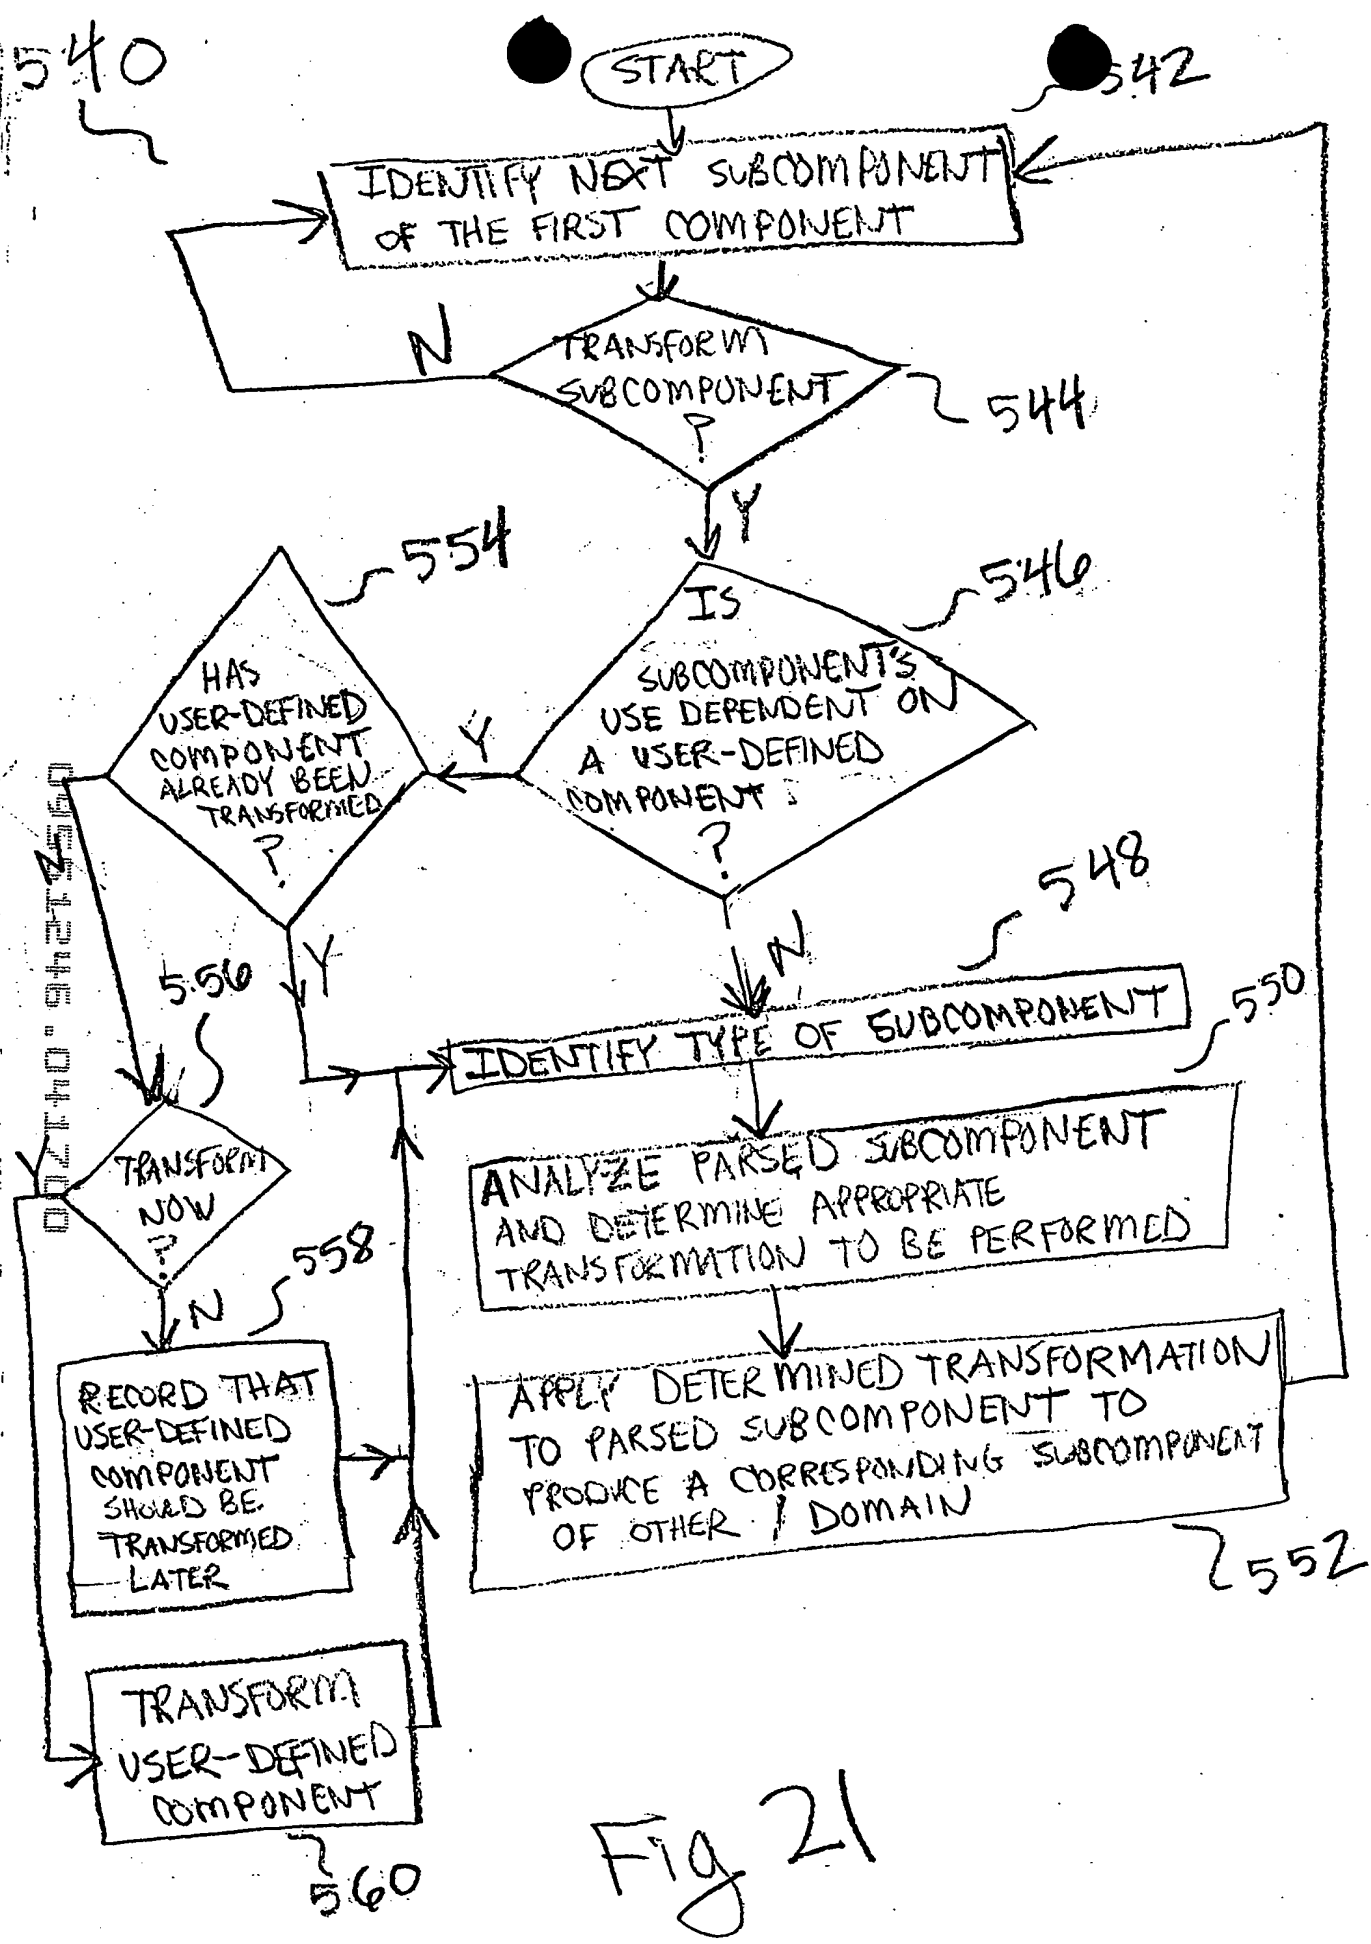 540
START
542
IDENTIFY NEXT SUBCOMPONENT
OF THE FIRST COMPONENT
N
TRANSFORM
SUBCOMPONENT
?
544
Y
554
546
IS
SUBCOMPONENT'S
USE DEPENDENT ON
A USER-DEFINED
COMPONENT
?
Y
HAS
USER-DEFINED
COMPONENT
ALREADY BEEN
TRANSFORMED
?
N
09551246.041700
548
N
Y
556
550
IDENTIFY TYPE OF SUBCOMPONENT
Y
TRANSFORM
NOW
?
ANALYZE PARSED SUBCOMPONENT
AND DETERMINE APPROPRIATE
TRANSFORMATION TO BE PERFORMED
558
N
RECORD THAT
USER-DEFINED
COMPONENT
SHOULD BE
TRANSFORMED
LATER
APPLY DETERMINED TRANSFORMATION
TO PARSED SUBCOMPONENT TO
PRODUCE A CORRESPONDING SUBCOMPONENT
OF OTHER DOMAIN
552
TRANSFORM
USER-DEFINED
COMPONENT
560
Fig 21